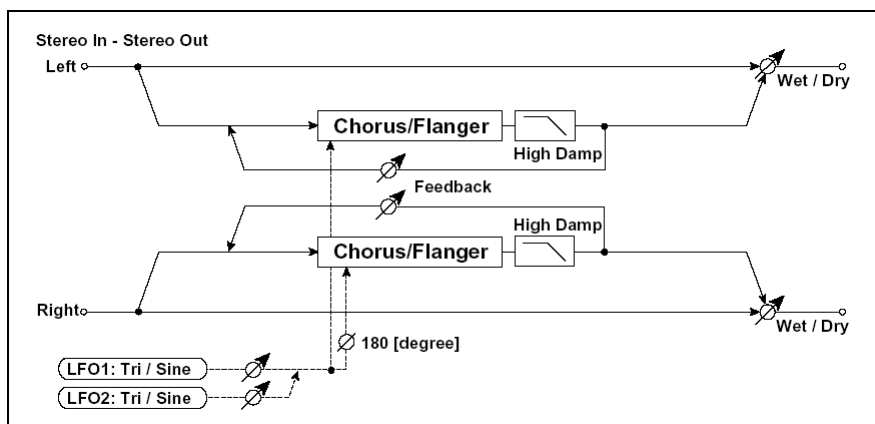 Stereo In - Stereo Out
Left
Wet / Dry
Chorus/Flanger
High Damp
Feedback
High Damp
Chorus/Flanger
Right
Wet / Dry
180 [degree]
LFO1: Tri / Sine
LFO2: Tri / Sine